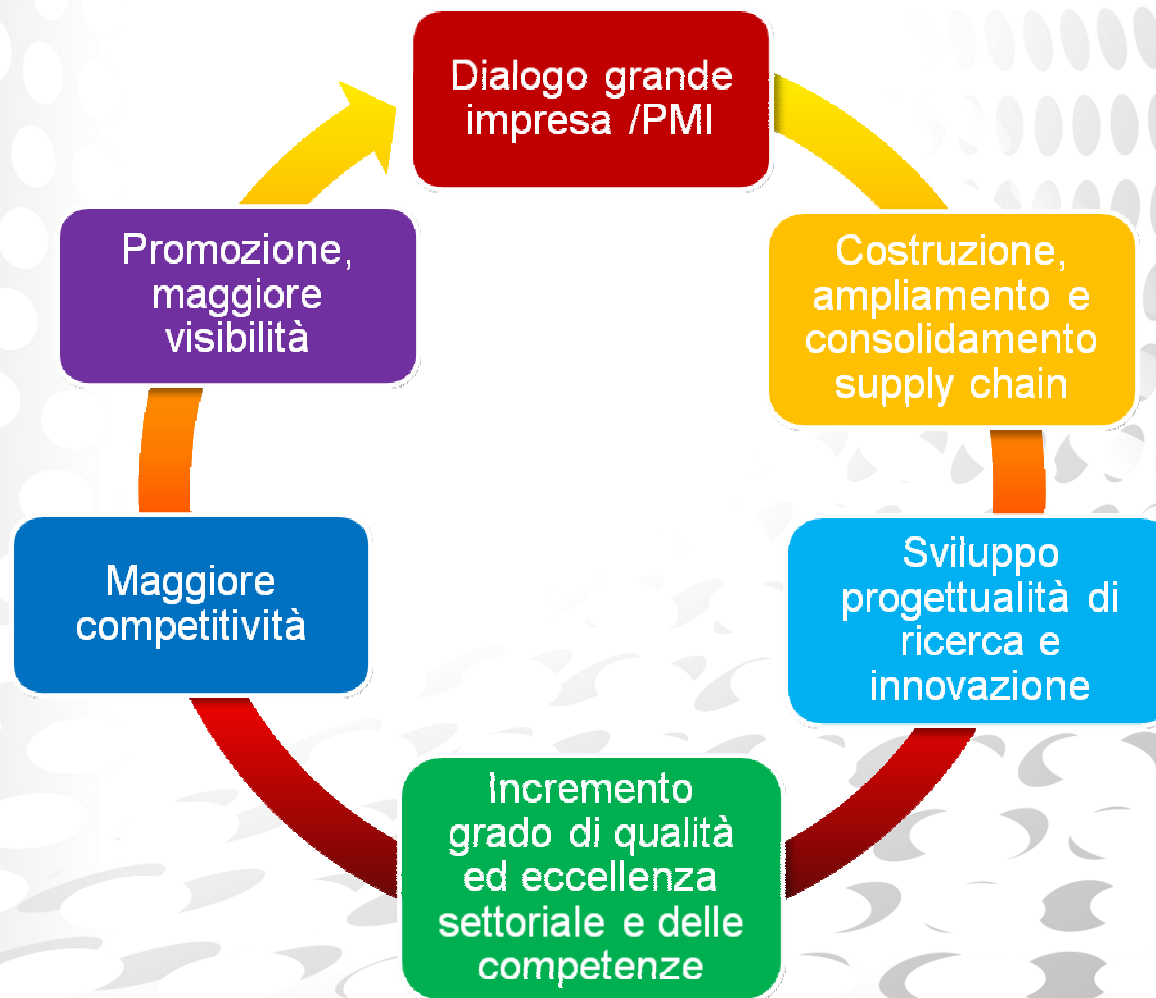 Dialogo grande
impresa /PMI
Costruzione,
ampliamento e
consolidamento
supply chain
Sviluppo
progettualità di
ricerca e
innovazione
Incremento
grado di qualità
ed eccellenza
settoriale e delle
competenze
Maggiore
competitività
Promozione,
maggiore
visibilità